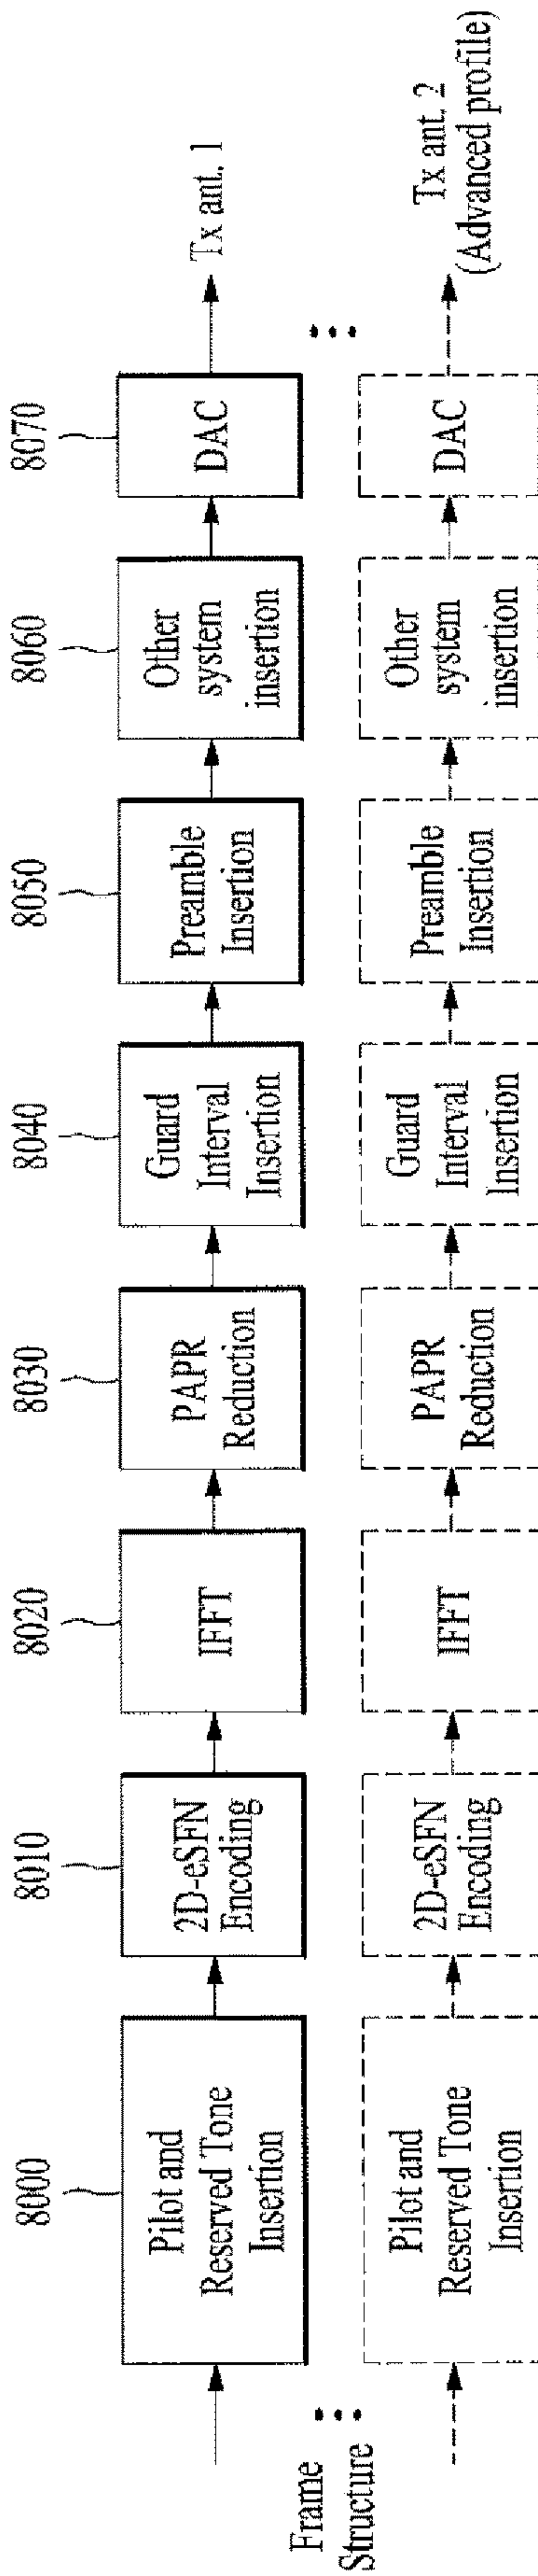 8000
8010
8020
8030
8040
8050
8060
8070
Pilot and
Reserved Tone
Insertion
2D-eSFN
Encoding
IFFT
PAPR
Reduction
Guard
Interval
Insertion
Preamble
Insertion
Other
system
insertion
DAC
Tx ant. 1
Frame
Structure
Pilot and
Reserved Tone
Insertion
2D-eSFN
Encoding
IFFT
PAPR
Reduction
Guard
Interval
Insertion
Preamble
Insertion
Other
system
insertion
DAC
Tx ant. 2
(Advanced profile)